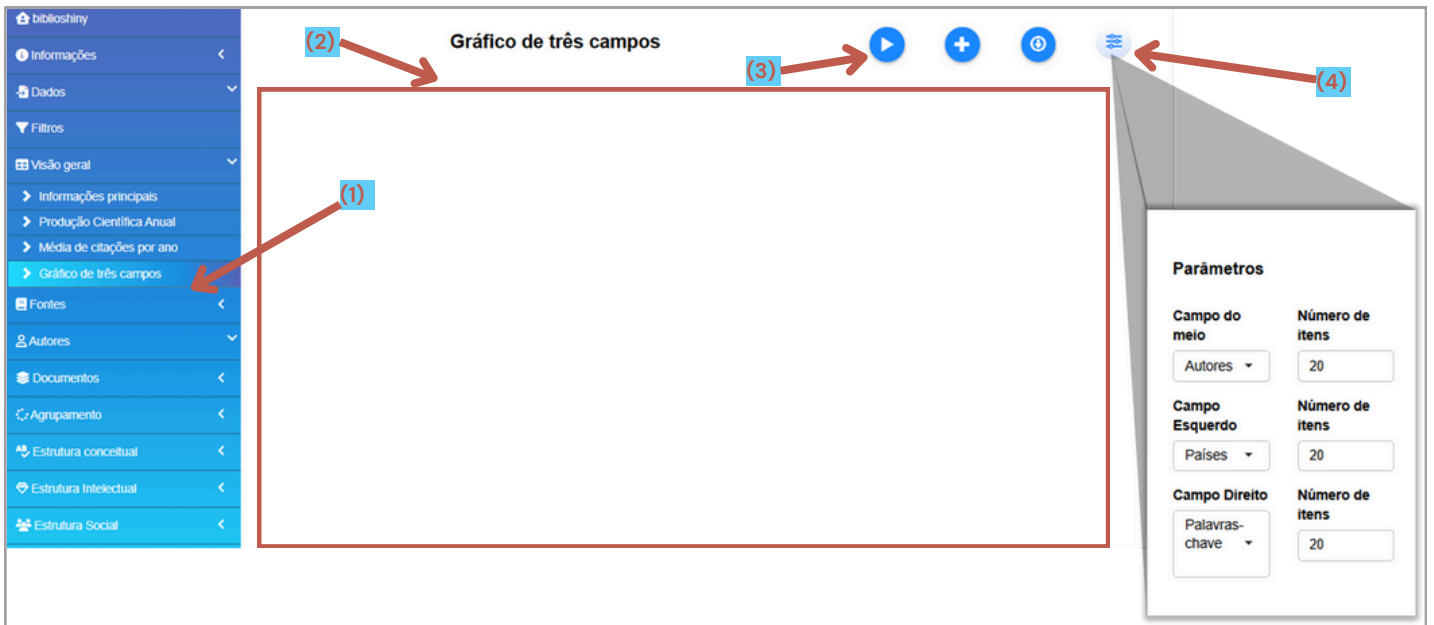 biblioshiny
Informações
Dados
Filtros
Visão geral
Informações principais
Produção Científica Anual
Média de citações por ano
Gráfico de três campos
Fontes
Autores
Documentos
Agrupamento
Estrutura conceitual
Estrutura Intelectual
Estrutura Social
(1)
(2)
Gráfico de três campos
(3)
(4)
Parâmetros
Campo do
meio
Número de
itens
Autores
20
Campo
Esquerdo
Número de
itens
Países
20
Campo Direito
Número de
itens
Palavras-
chave
20